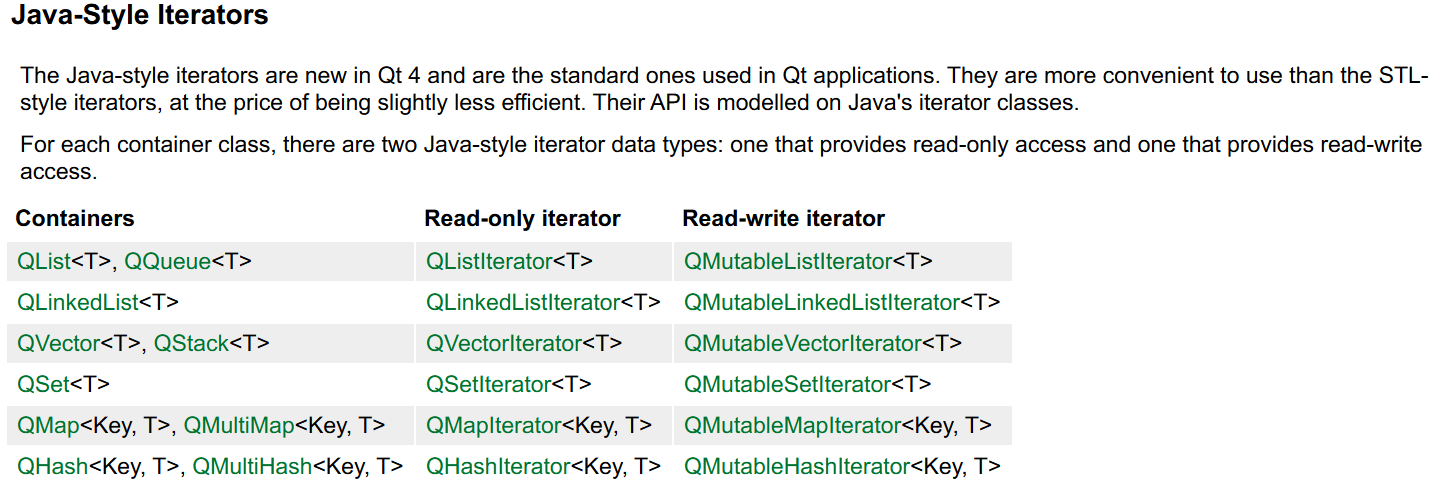 Java-Style Iterators
The Java-style iterators are new in Qt 4 and are the standard ones used in Qt applications. They are more convenient to use than the STL-
style iterators, at the price of being slightly less efficient. Their API is modelled on Java's iterator classes.
For each container class, there are two Java-style iterator data types: one that provides read-only access and one that provides read-write
access.
Containers Read-only iterator Read-write iterator
QList<T>, QQueue<T> QListIterator<T> QMutableListIterator<T>
QLinkedList<T> QLinkedListIterator<T> QMutableLinkedListIterator<T>
QVector<T>, QStack<T> QVectorIterator<T> QMutableVectorIterator<T>
QSet<T> QSetIterator<T> QMutableSetIterator<T>
QMap<Key, T>, QMultiMap<Key, T> QMapIterator<Key, T> QMutableMapIterator<Key, T>
QHash<Key, T>, QMultiHash<Key, T> QHashIterator<Key, T> QMutableHashIterator<Key, T>